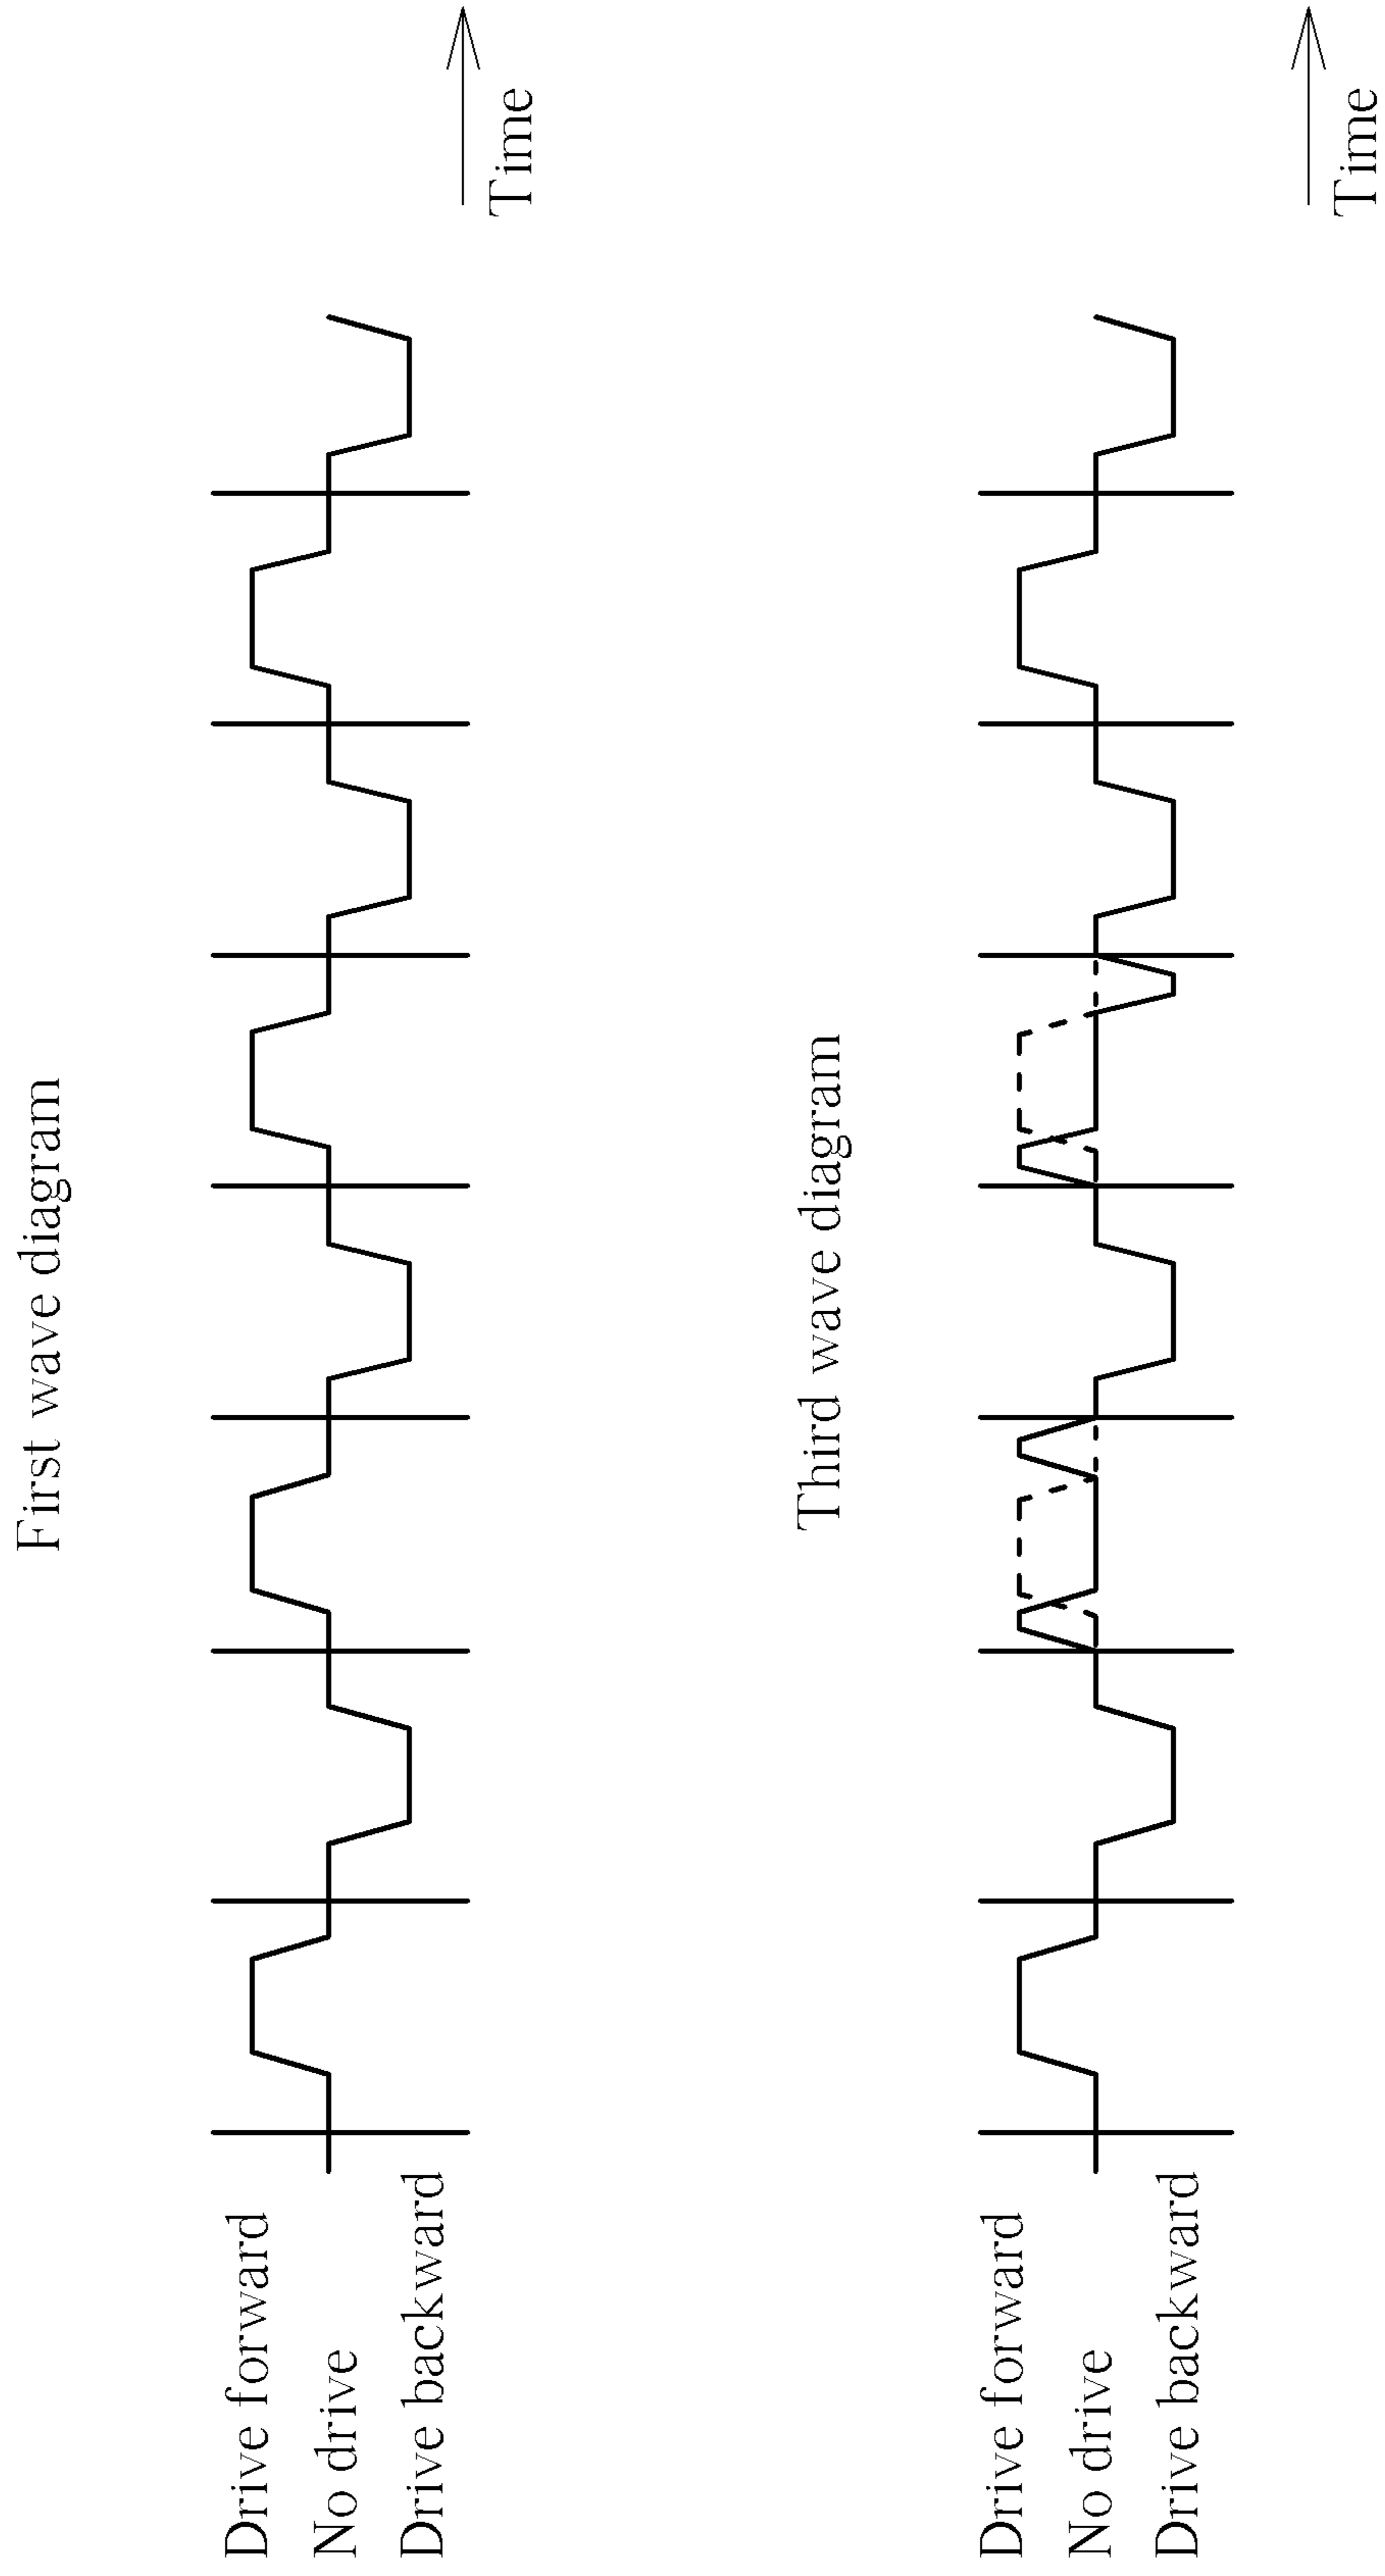 First wave diagram
Drive forward
No drive
Drive backward
Time
Third wave diagram
Drive forward
No drive
Drive backward
Time